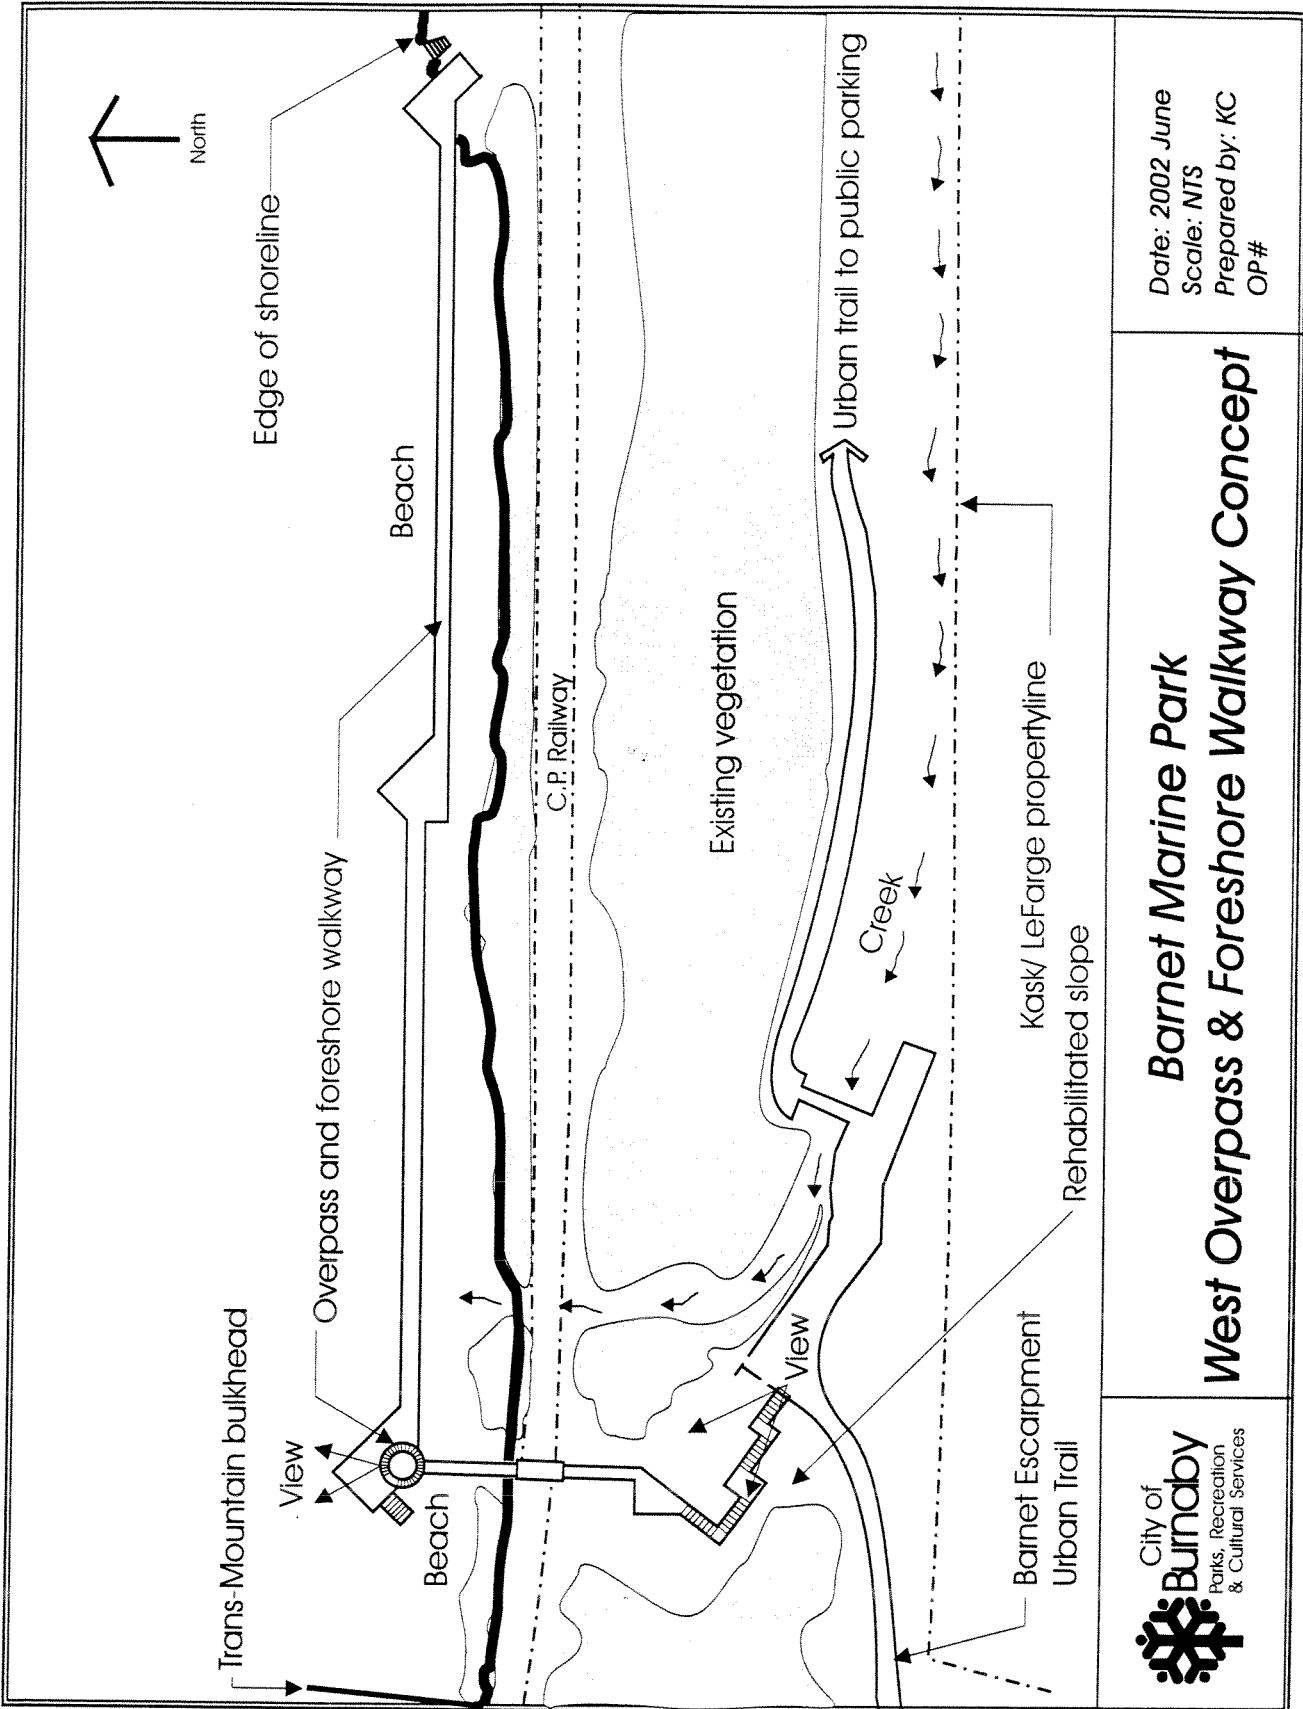 North
Edge of shoreline
Beach
Overpass and foreshore walkway
Trans-Mountain bulkhead
View
Beach
C.P. Railway
Existing vegetation
Urban trail to public parking
Creek
View
Kask/ LeFarge propertyline
Rehabilitated slope
Barnet Escarpment
Urban Trail
City of
Burnaby
Parks, Recreation
& Cultural Services
Barnet Marine Park
West Overpass & Foreshore Walkway Concept
Date: 2002 June
Scale: NTS
Prepared by: KC
OP#